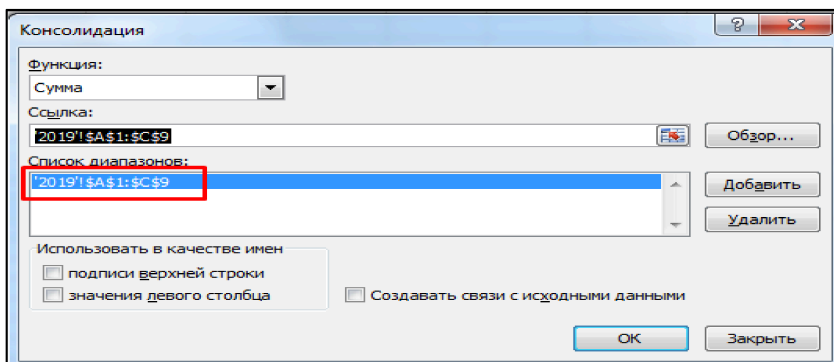 Консолидация
Функция:
Сумма
Ссылка:
'2019'!$A$1:$C$9
Обзор...
Список диапазонов:
'2019'!$A$1:$C$9
Добавить
Удалить
Использовать в качестве имен
подписи верхней строки
значения левого столбца
Создавать связи с исходными данными
ОК
Закрыть